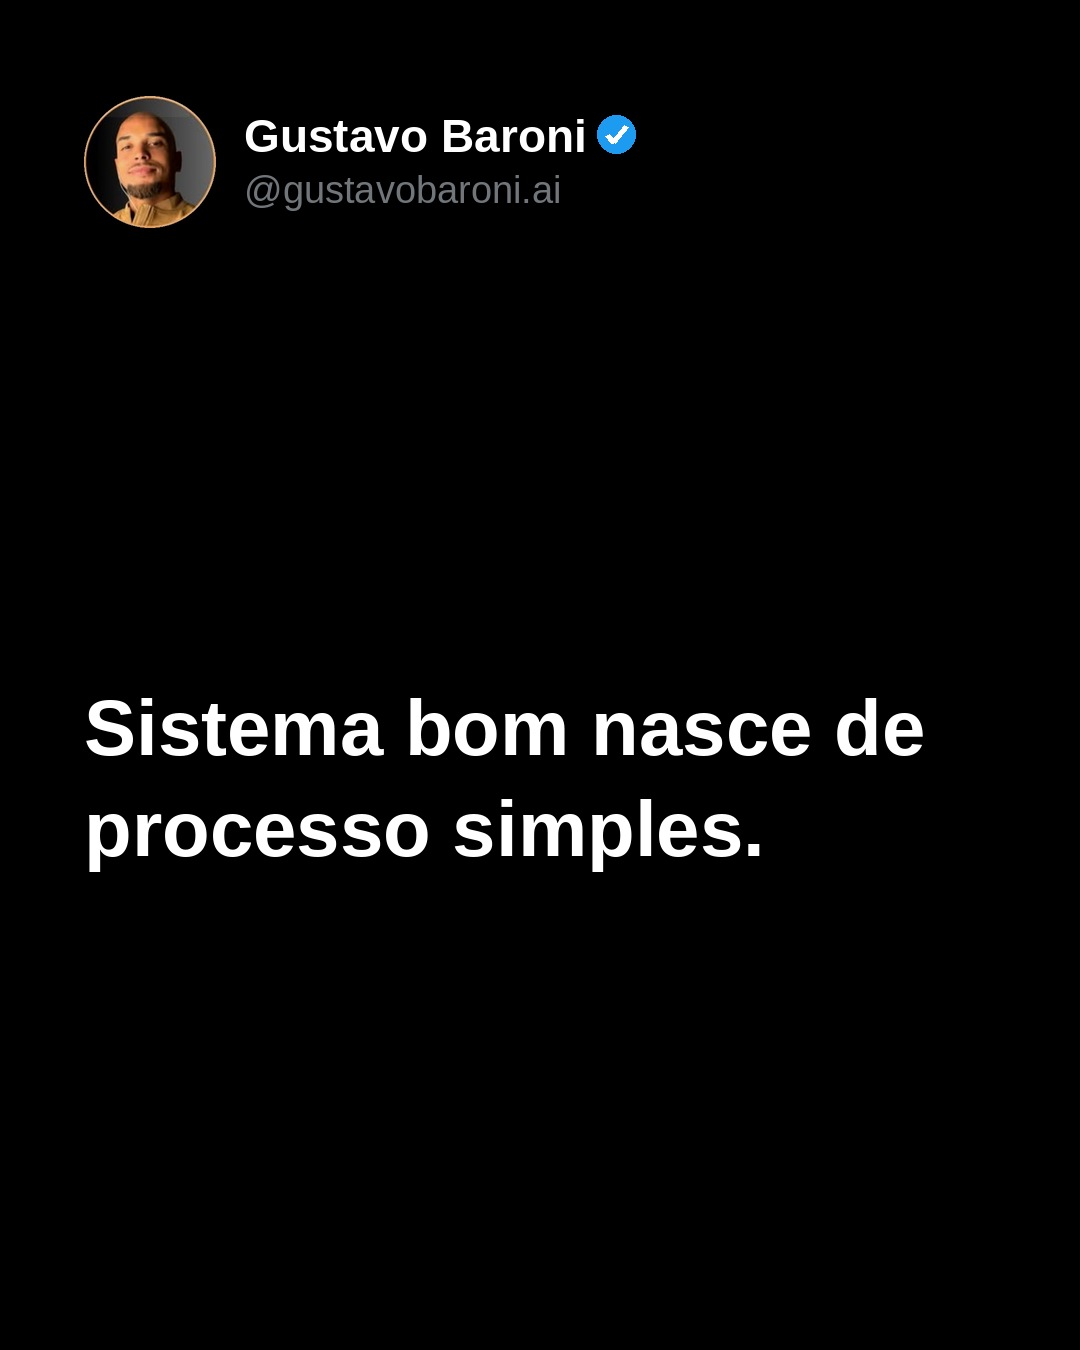 Gustavo Baroni
@gustavobaroni.ai
Sistema bom nasce de
processo simples.